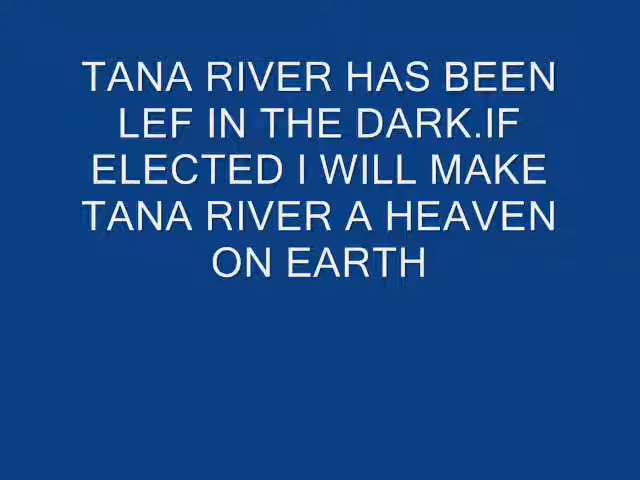 TANA RIVER HAS BEEN
LEF IN THE DARK.IF
ELECTED I WILL MAKE
TANA RIVER A HEAVEN
ON EARTH